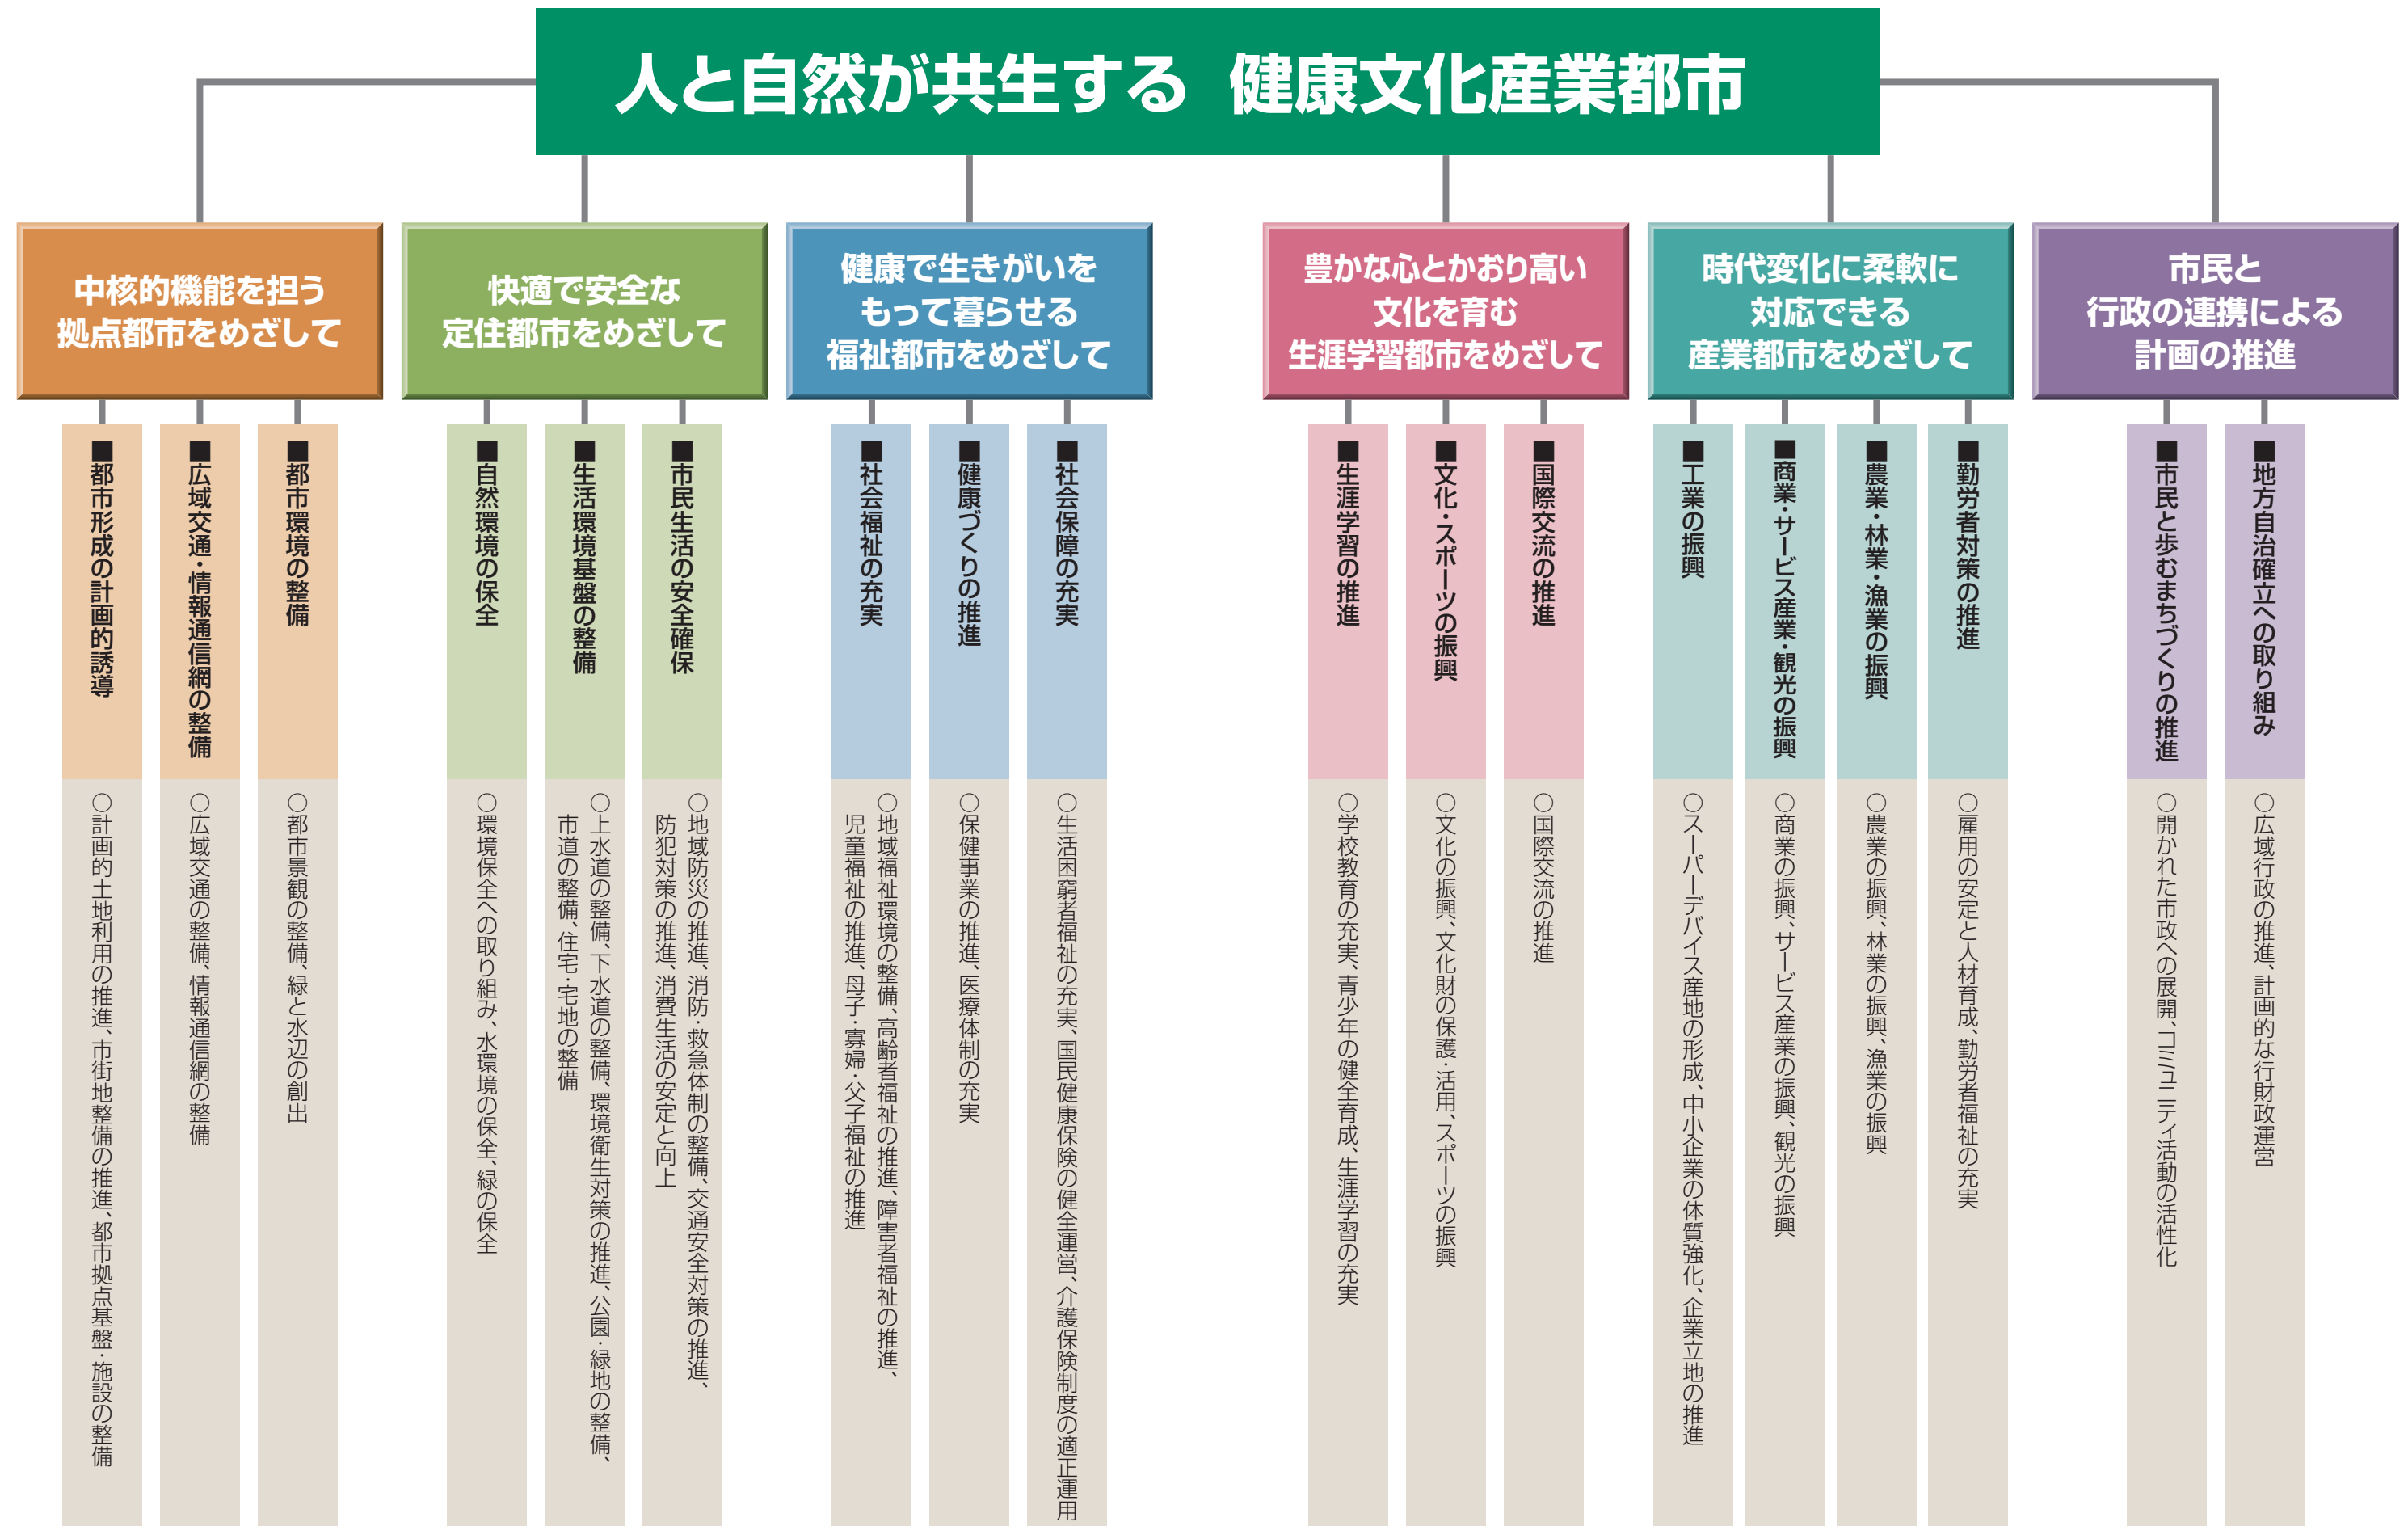 人と自然が共生する 健康文化産業都市
中核的機能を担う
拠点都市をめざして
■都市形成の計画的誘導
○計画的土地利用の推進、市街地整備の推進、都市拠点基盤・施設の整備
■広域交通・情報通信網の整備
○広域交通の整備、情報通信網の整備
■都市環境の整備
○都市景観の整備、緑と水辺の創出
快適で安全な
定住都市をめざして
■自然環境の保全
○環境保全への取り組み、水環境の保全、緑の保全
■生活環境基盤の整備
○上水道の整備、下水道の整備、環境衛生対策の推進、公園・緑地の整備、
市道の整備、住宅・宅地の整備
■市民生活の安全確保
○地域防災の推進、消防・救急体制の整備、交通安全対策の推進、
防犯対策の推進、消費生活の安定と向上
健康で生きがいを
もって暮らせる
福祉都市をめざして
■社会福祉の充実
○地域福祉環境の整備、高齢者福祉の推進、障害者福祉の推進、
児童福祉の推進、母子・寡婦・父子福祉の推進
■健康づくりの推進
○保健事業の推進、医療体制の充実
■社会保障の充実
○生活困窮者福祉の充実、国民健康保険の健全運営、介護保険制度の適正運用
豊かな心とかおり高い
文化を育む
生涯学習都市をめざして
■生涯学習の推進
○学校教育の充実、青少年の健全育成、生涯学習の充実
■文化・スポーツの振興
○文化の振興、文化財の保護・活用、スポーツの振興
■国際交流の推進
○国際交流の推進
時代変化に柔軟に
対応できる
産業都市をめざして
■工業の振興
○スーパーデバイス産地の形成、中小企業の体質強化、企業立地の推進
■商業・サービス産業・観光の振興
○商業の振興、サービス産業の振興、観光の振興
■農業・林業・漁業の振興
○農業の振興、林業の振興、漁業の振興
■勤労者対策の推進
○雇用の安定と人材育成、勤労者福祉の充実
市民と
行政の連携による
計画の推進
■市民と歩むまちづくりの推進
○開かれた市政への展開、コミュニティ活動の活性化
■地方自治確立への取り組み
○広域行政の推進、計画的な行財政運営